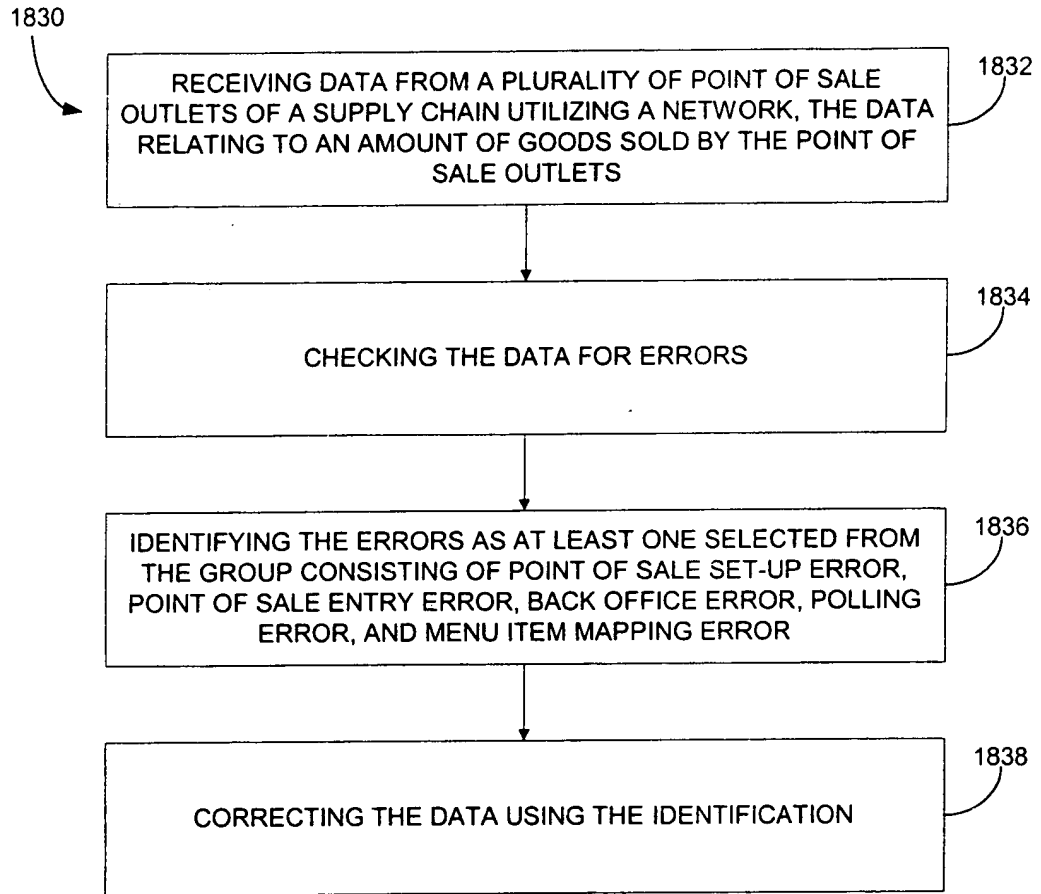 1830
RECEIVING DATA FROM A PLURALITY OF POINT OF SALE
OUTLETS OF A SUPPLY CHAIN UTILIZING A NETWORK, THE DATA
RELATING TO AN AMOUNT OF GOODS SOLD BY THE POINT OF
SALE OUTLETS
1832
CHECKING THE DATA FOR ERRORS
1834
IDENTIFYING THE ERRORS AS AT LEAST ONE SELECTED FROM
THE GROUP CONSISTING OF POINT OF SALE SET-UP ERROR,
POINT OF SALE ENTRY ERROR, BACK OFFICE ERROR, POLLING
ERROR, AND MENU ITEM MAPPING ERROR
1836
CORRECTING THE DATA USING THE IDENTIFICATION
1838